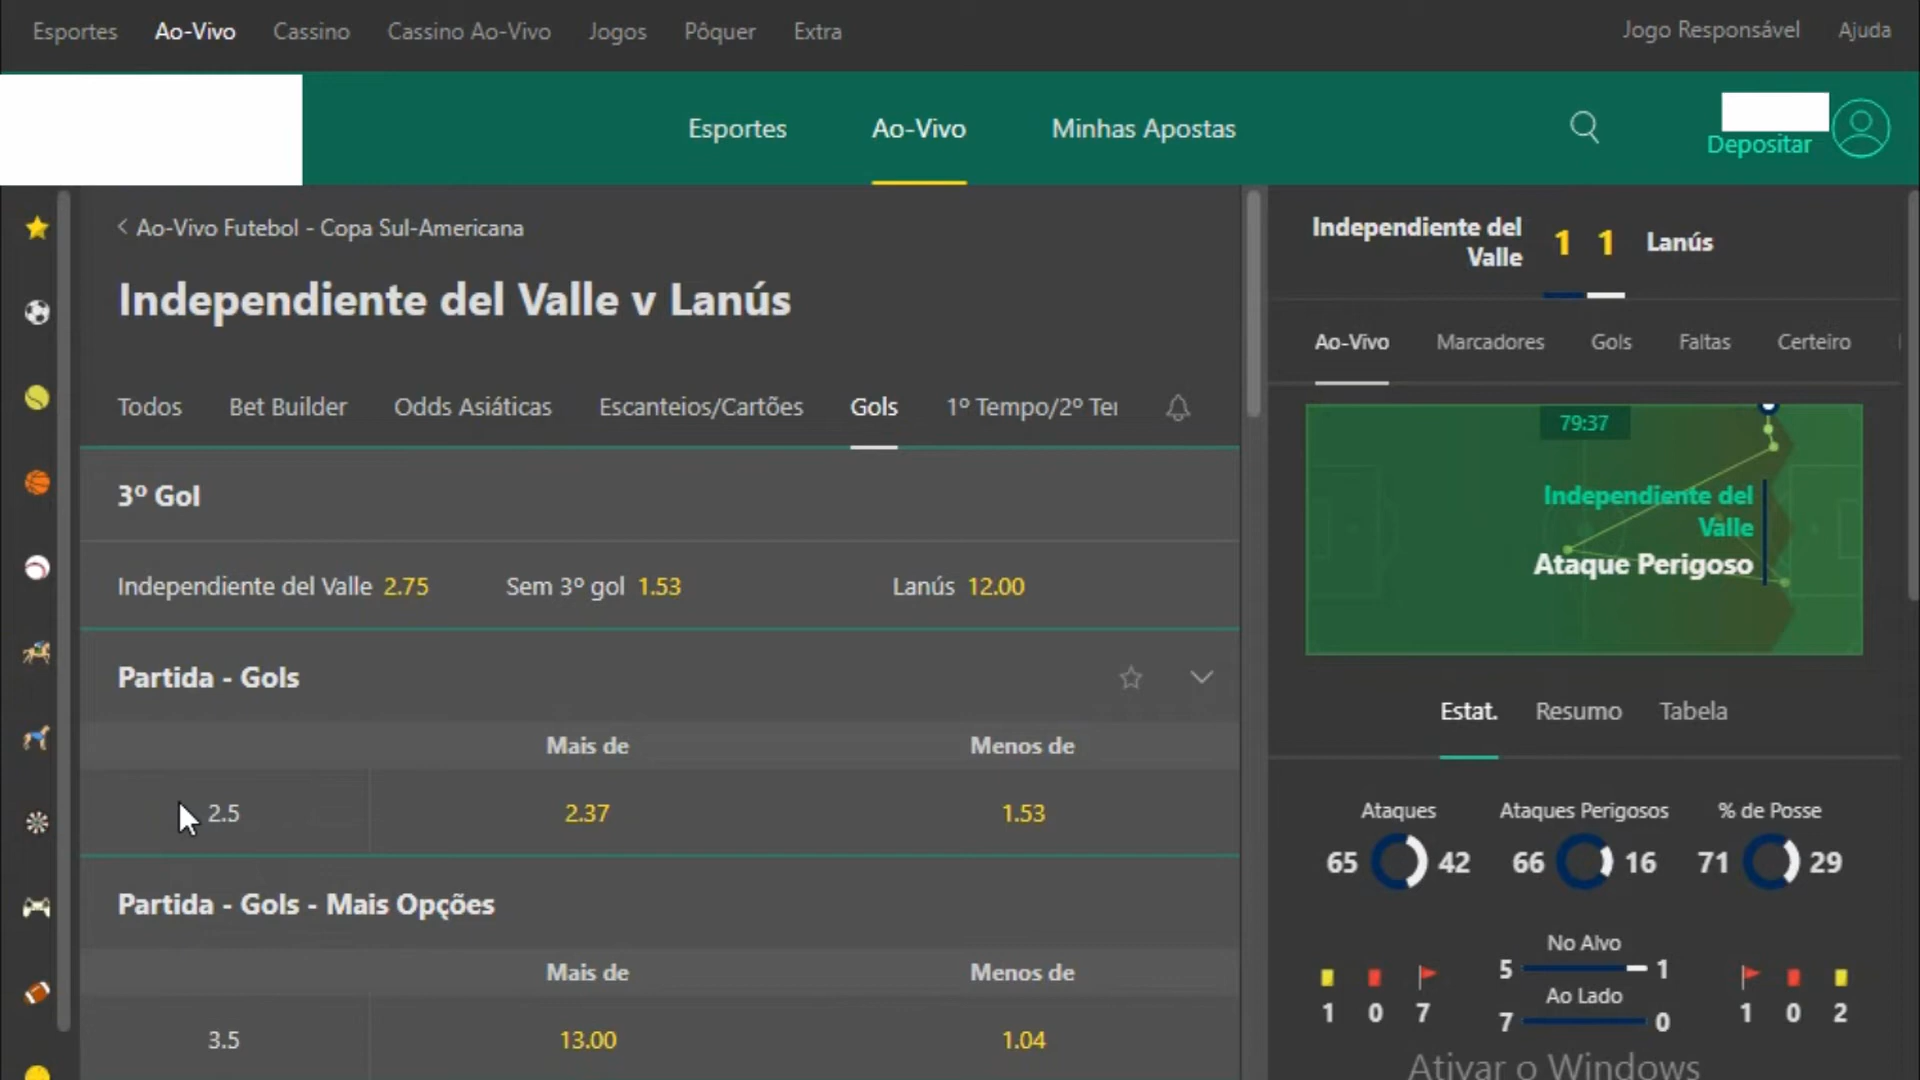 Esportes Ao-Vivo Cassino Cassino Ao-Vivo Jogos Pôquer Extra Jogo Responsável Ajuda
Esportes Ao-Vivo Minhas Apostas Depositar
< Ao-Vivo Futebol - Copa Sul-Americana
Independiente del Valle v Lanús
Todos Bet Builder Odds Asiáticas Escanteios/Cartões Gols 1º Tempo/2º Te
3º Gol
Independiente del Valle 2.75 Sem 3º gol 1.53 Lanús 12.00
Partida - Gols
Mais de Menos de
2.5 2.37 1.53
Partida - Gols - Mais Opções
Mais de Menos de
3.5 13.00 1.04
Independiente del
Valle
1 1 Lanús
Ao-Vivo Marcadores Gols Faltas Certeiro
79:37
Independiente del
Valle
Ataque Perigoso
Estat. Resumo Tabela
Ataques Ataques Perigosos % de Posse
65 42 66 16 71 29
No Alvo
5 1
Ao Lado
7 0
1 0 7 1 0 2
Ativar o Windows